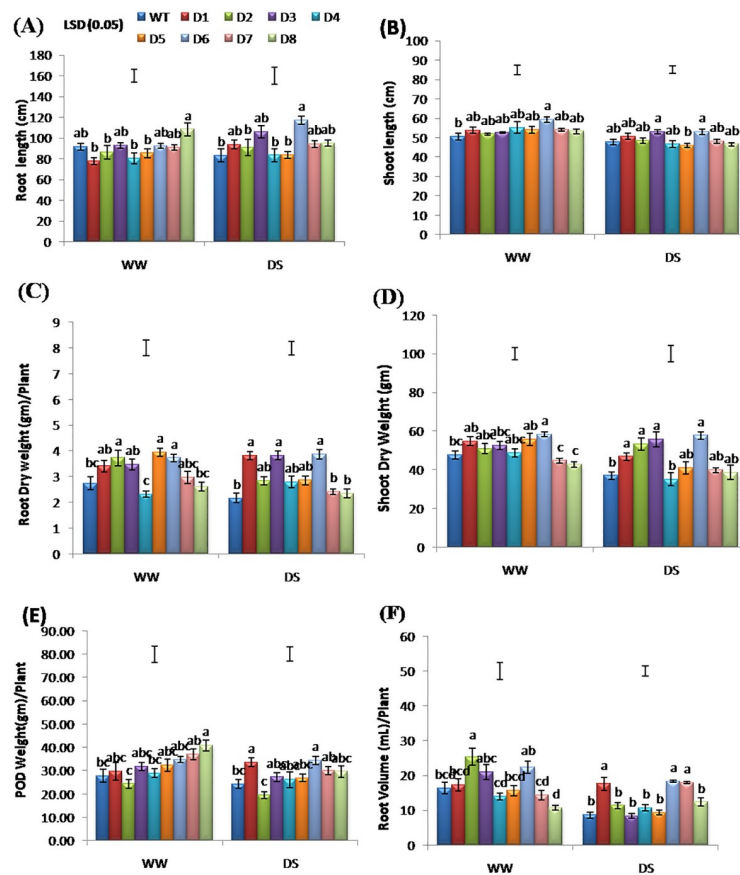 LSD(0.05) WT D1 D2 D3 D4
D5 D6 D7 D8
(A)
Root length (cm)
180
160
140
120
100
80
60
40
20
0
ab b b ab b b ab ab a
b ab b ab b b a ab ab
WW DS
(B)
Shoot length (cm)
100
90
80
70
60
50
40
30
20
10
0
b ab ab ab ab ab a ab ab
ab ab ab a ab b a ab ab
WW DS
(C)
Root Dry weight (gm)/Plant
9
8
7
6
5
4
3
2
1
0
bc ab a ab c a a abc bc
b a ab a ab ab a b b
WW DS
(D)
Shoot Dry Weight (gm)
120
100
80
60
40
20
0
bc ab abc abc abc ab a c c
b ab a a b ab a ab ab
WW DS
(E)
POD Weight(gm)/Plant
90.00
80.00
70.00
60.00
50.00
40.00
30.00
20.00
10.00
0.00
bc abc c abc bc abc abc abc a
bc a c abc abc abc a ab abc
WW DS
(F)
Root Volume (mL)/Plant
60
50
40
30
20
10
0
bcd bcd a abc cd bcd ab cd d
b a b b b b a a b
WW DS